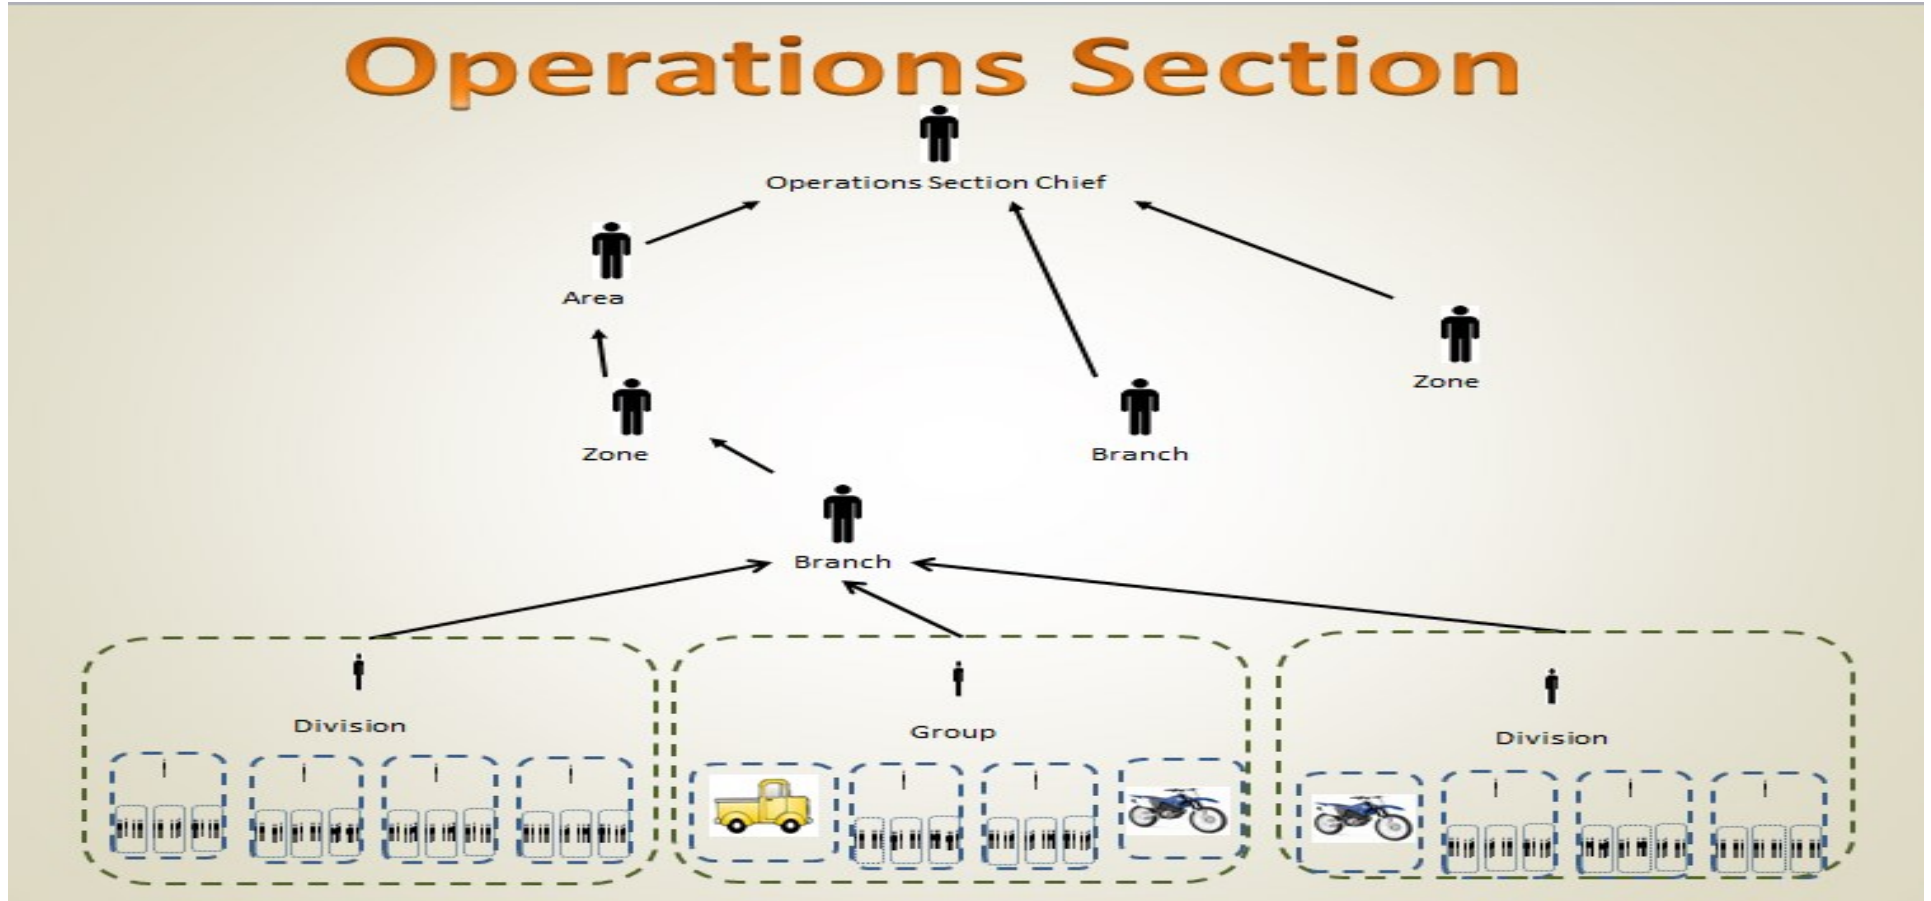 Operations Section
Operations Section Chief
Area
Zone
Zone
Branch
Branch
Division
Group
Division